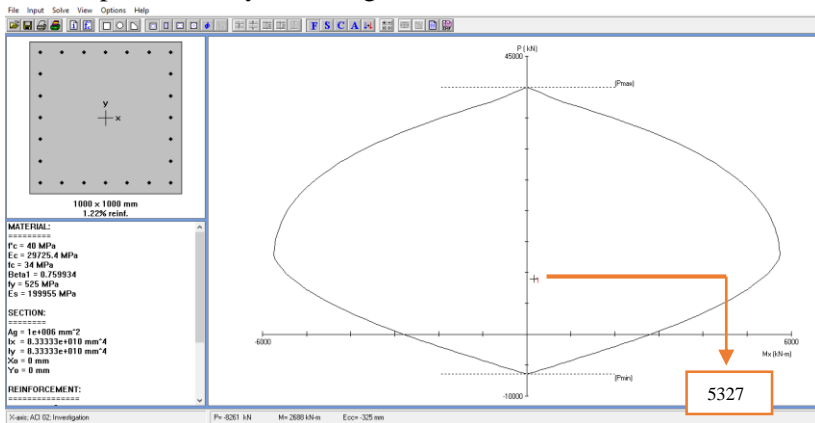 File Input Solve View Options Help
F S C A
y
x
1000 x 1000 mm
1.22% reinf.
MATERIAL:
=========
f'c = 40 MPa
Ec = 29725.4 MPa
fc = 34 MPa
Beta1 = 0.759934
fy = 525 MPa
Es = 199955 MPa
SECTION:
========
Ag = 1e+006 mm^2
Ix = 8.33333e+010 mm^4
Iy = 8.33333e+010 mm^4
Xo = 0 mm
Yo = 0 mm
REINFORCEMENT:
===============
P ( kN)
45000
(Pmax)
1
-6000
6000
Mx (kN-m)
(Pmin)
-10000
5327
X-axis; ACI 02; Investigation
P= -8261 kN M= 2688 kN-m Ecc= -325 mm